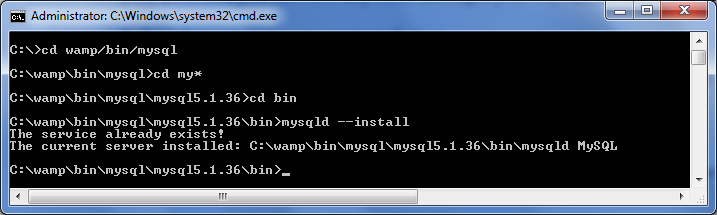 Administrator: C:\Windows\system32\cmd.exe
C:\>cd wamp/bin/mysql
C:\wamp\bin\mysql>cd my*
C:\wamp\bin\mysql\mysql5.1.36>cd bin
C:\wamp\bin\mysql\mysql5.1.36\bin>mysqld --install
The service already exists!
The current server installed: C:\wamp\bin\mysql\mysql5.1.36\bin\mysqld MySQL
C:\wamp\bin\mysql\mysql5.1.36\bin>_